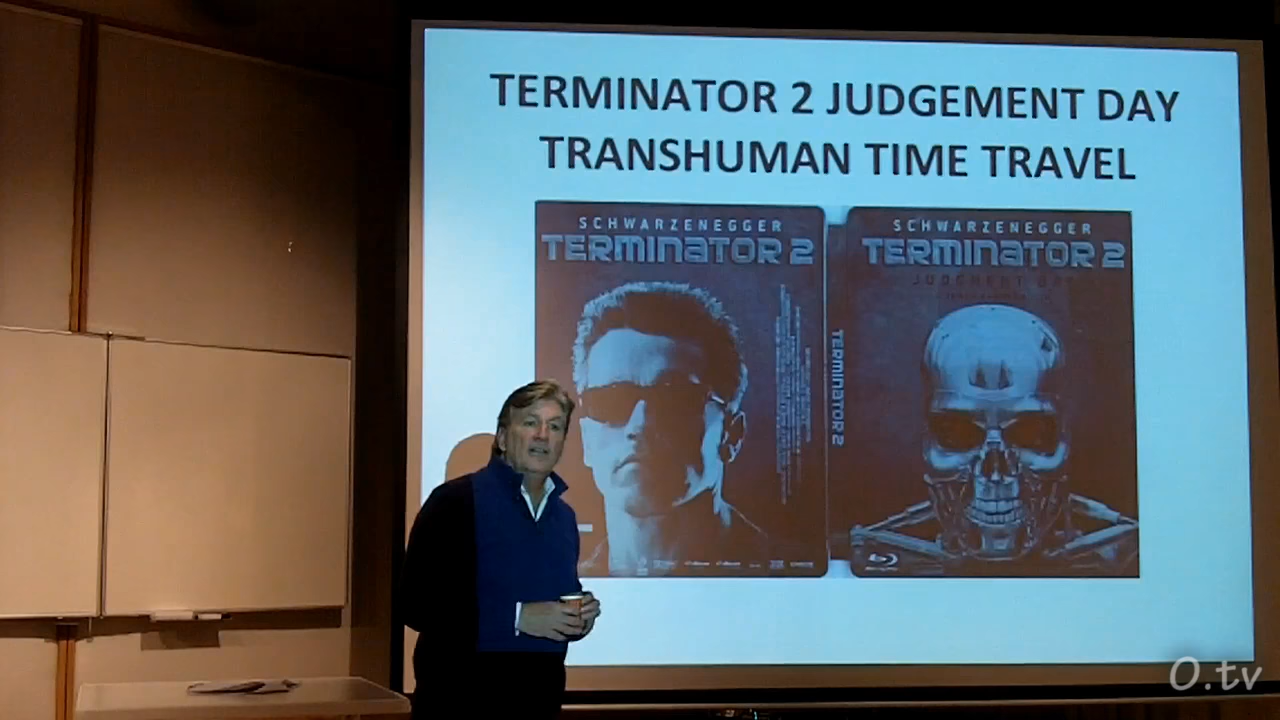 TERMINATOR 2 JUDGEMENT DAY
TRANSHUMAN TIME TRAVEL
SCHWARZENEGGER
TERMINATOR 2
TERMINATOR 2
SCHWARZENEGGER
TERMINATOR 2
JUDGMENT DAY
O.tv